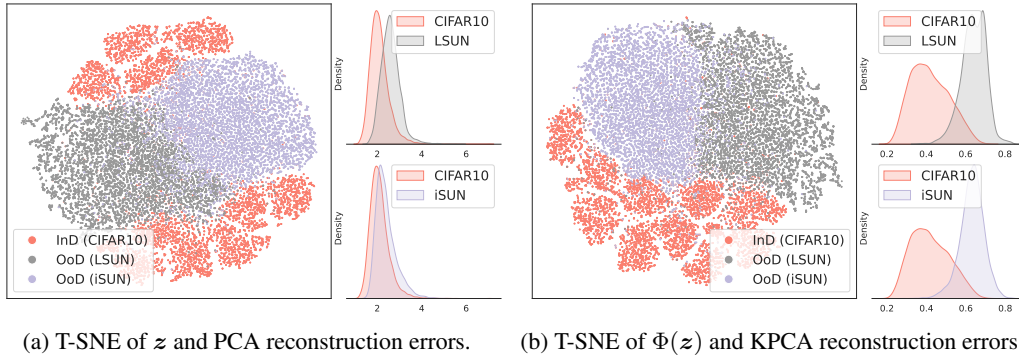 CIFAR10
LSUN
Density
2 4 6
CIFAR10
iSUN
Density
2 4 6
InD (CIFAR10)
OoD (LSUN)
OoD (iSUN)
(a) T-SNE of z and PCA reconstruction errors.
CIFAR10
LSUN
Density
0.2 0.4 0.6 0.8
CIFAR10
iSUN
Density
0.2 0.4 0.6 0.8
InD (CIFAR10)
OoD (LSUN)
OoD (iSUN)
(b) T-SNE of Φ(z) and KPCA reconstruction errors